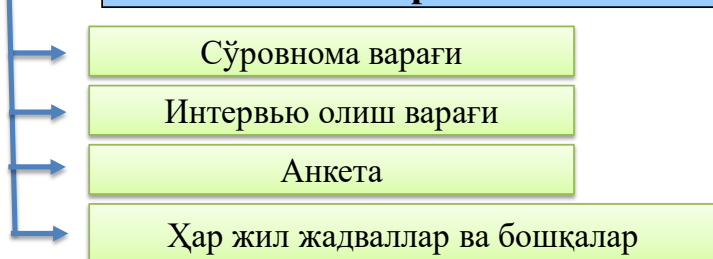 Сўровнома варағи
Интервью олиш варағи
Анкета
Ҳар жил жадваллар ва бошқалар